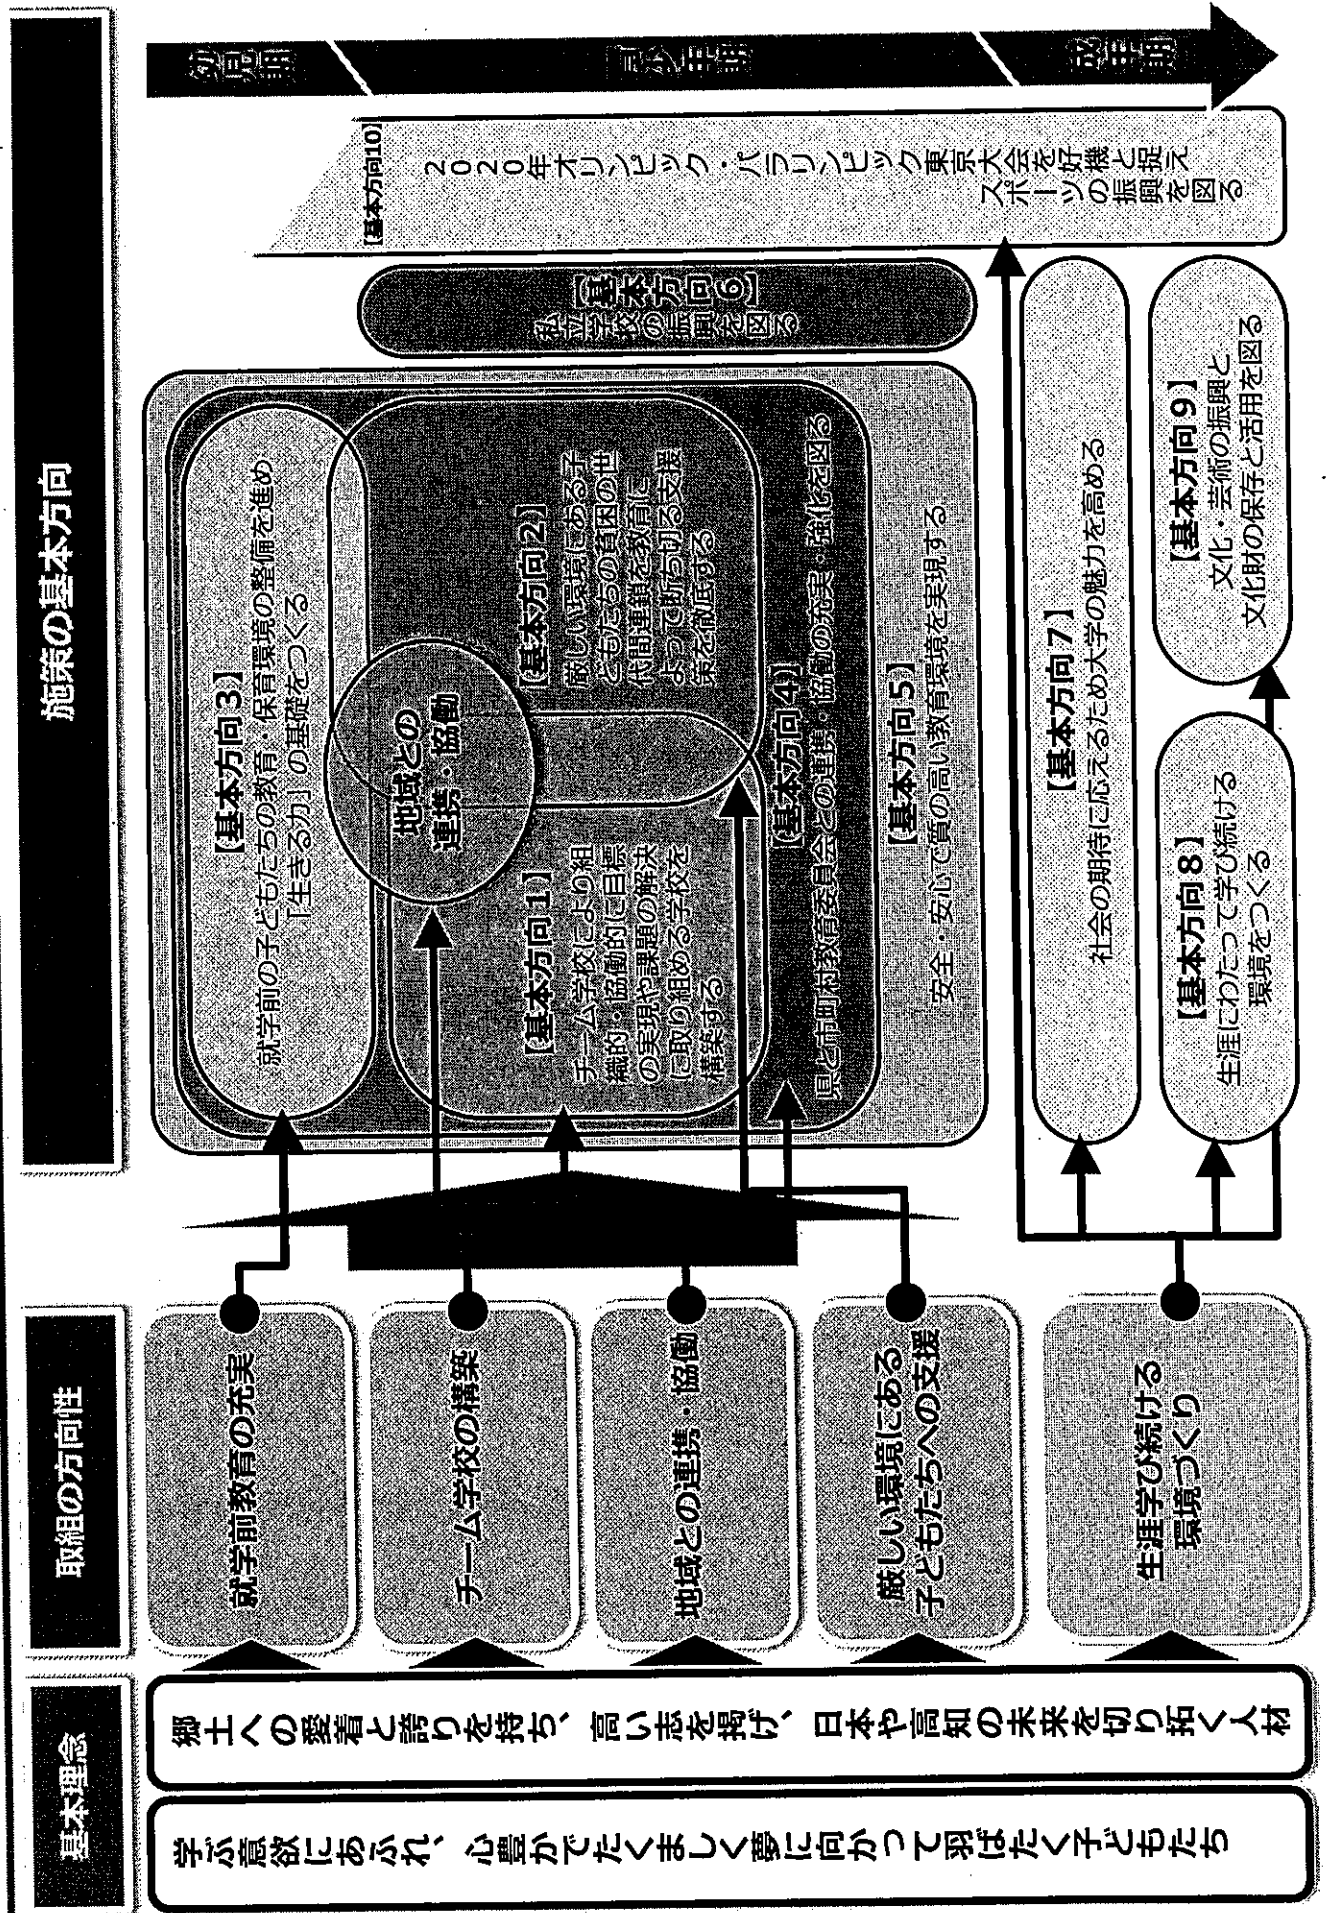 基本理念
取組の方向性
施策の基本方向
学ぶ意欲にあふれ、心豊かでたくましく夢に向かって羽ばたく子どもたち
郷土への愛着と誇りを持ち、高い志を掲げ、日本や高知の未来を切り拓く人材
就学前教育の充実
チーム学校の構築
地域との連携・協働
厳しい環境にある
子どもたちへの支援
生涯学び続ける
環境づくり
【基本方向3】
就学前の子どもたちの教育・保育環境の整備を進め
「生きる力」の基礎をつくる
地域との
連携・協働
【基本方向1】
チーム学校により組
織的・協働的に目標
の実現や課題の解決
に取り組める学校を
構築する
【基本方向2】
厳しい環境にある子
どもたちの貧困の世
代間連鎖を教育に
よって断ち切る支援
策を徹底する
【基本方向4】
県と市町村教育委員会との連携・協働の充実・強化を図る
【基本方向5】
安全・安心で質の高い教育環境を実現する
【基本方向6】
私立学校の振興を図る
【基本方向7】
社会の期待に応えるため大学の魅力を高める
【基本方向8】
生涯にわたって学び続ける
環境をつくる
【基本方向9】
文化・芸術の振興と
文化財の保存と活用を図る
【基本方向10】
2020年オリンピック・パラリンピック東京大会を好機と捉え
スポーツの振興を図る
幼児期
青少年期
成年期